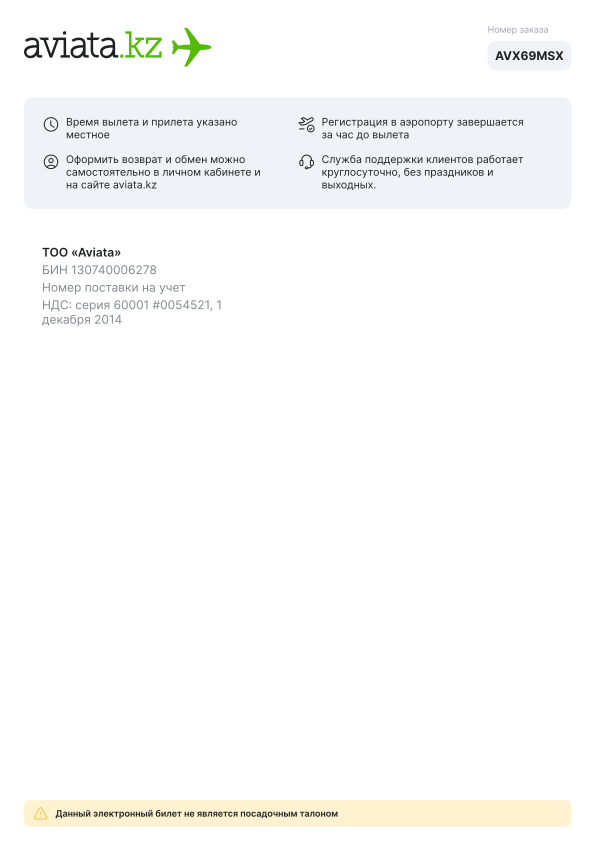 aviata.kz
Номер заказа
AVX69MSX
Время вылета и прилета указано
местное
Регистрация в аэропорту завершается
за час до вылета
Оформить возврат и обмен можно
самостоятельно в личном кабинете и
на сайте aviata.kz
Служба поддержки клиентов работает
круглосуточно, без праздников и
выходных.
ТОО «Aviata»
БИН 130740006278
Номер поставки на учет
НДС: серия 60001 #0054521, 1
декабря 2014
Данный электронный билет не является посадочным талоном